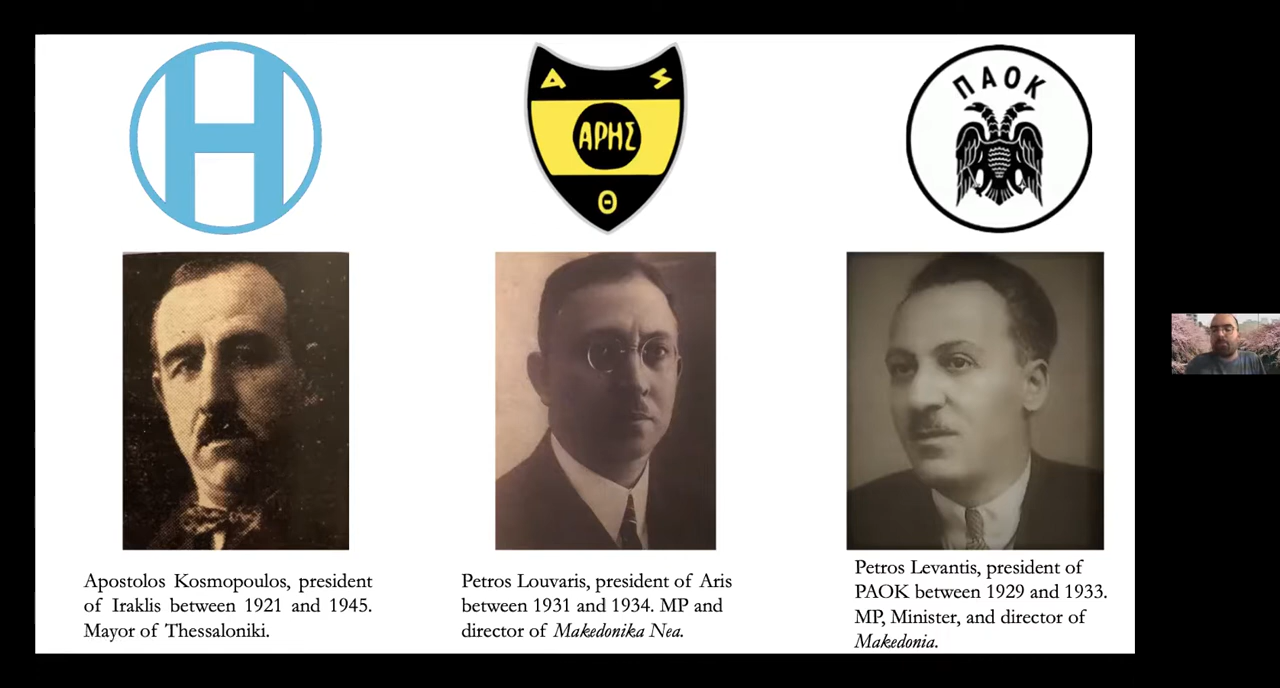 H
Α
S
ΑΡΗΣ
Θ
ΠΑΟΚ
Apostolos Kosmopoulos, president
of Iraklis between 1921 and 1945.
Mayor of Thessaloniki.
Petros Louvaris, president of Aris
between 1931 and 1934. MP and
director of Makedonika Nea.
Petros Levantis, president of
PAOK between 1929 and 1933.
MP, Minister, and director of
Makedonia.